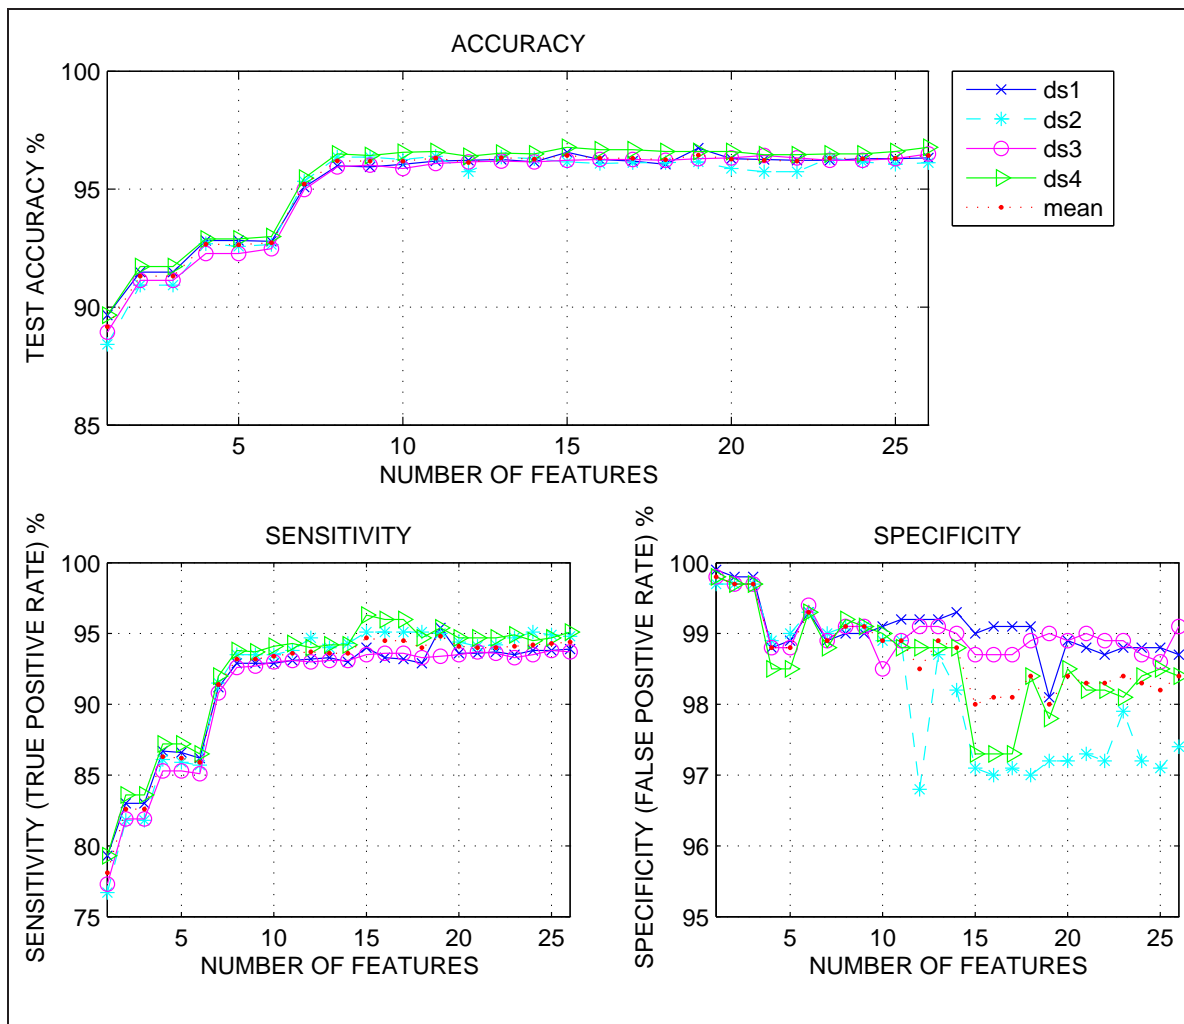 ACCURACY
100
95
90
85
TEST ACCURACY %
5 10 15 20 25
NUMBER OF FEATURES
ds1
ds2
ds3
ds4
mean
SENSITIVITY
100
95
90
85
80
75
SENSITIVITY (TRUE POSITIVE RATE) %
5 10 15 20 25
NUMBER OF FEATURES
SPECIFICITY
100
99
98
97
96
95
SPECIFICITY (FALSE POSITIVE RATE) %
5 10 15 20 25
NUMBER OF FEATURES